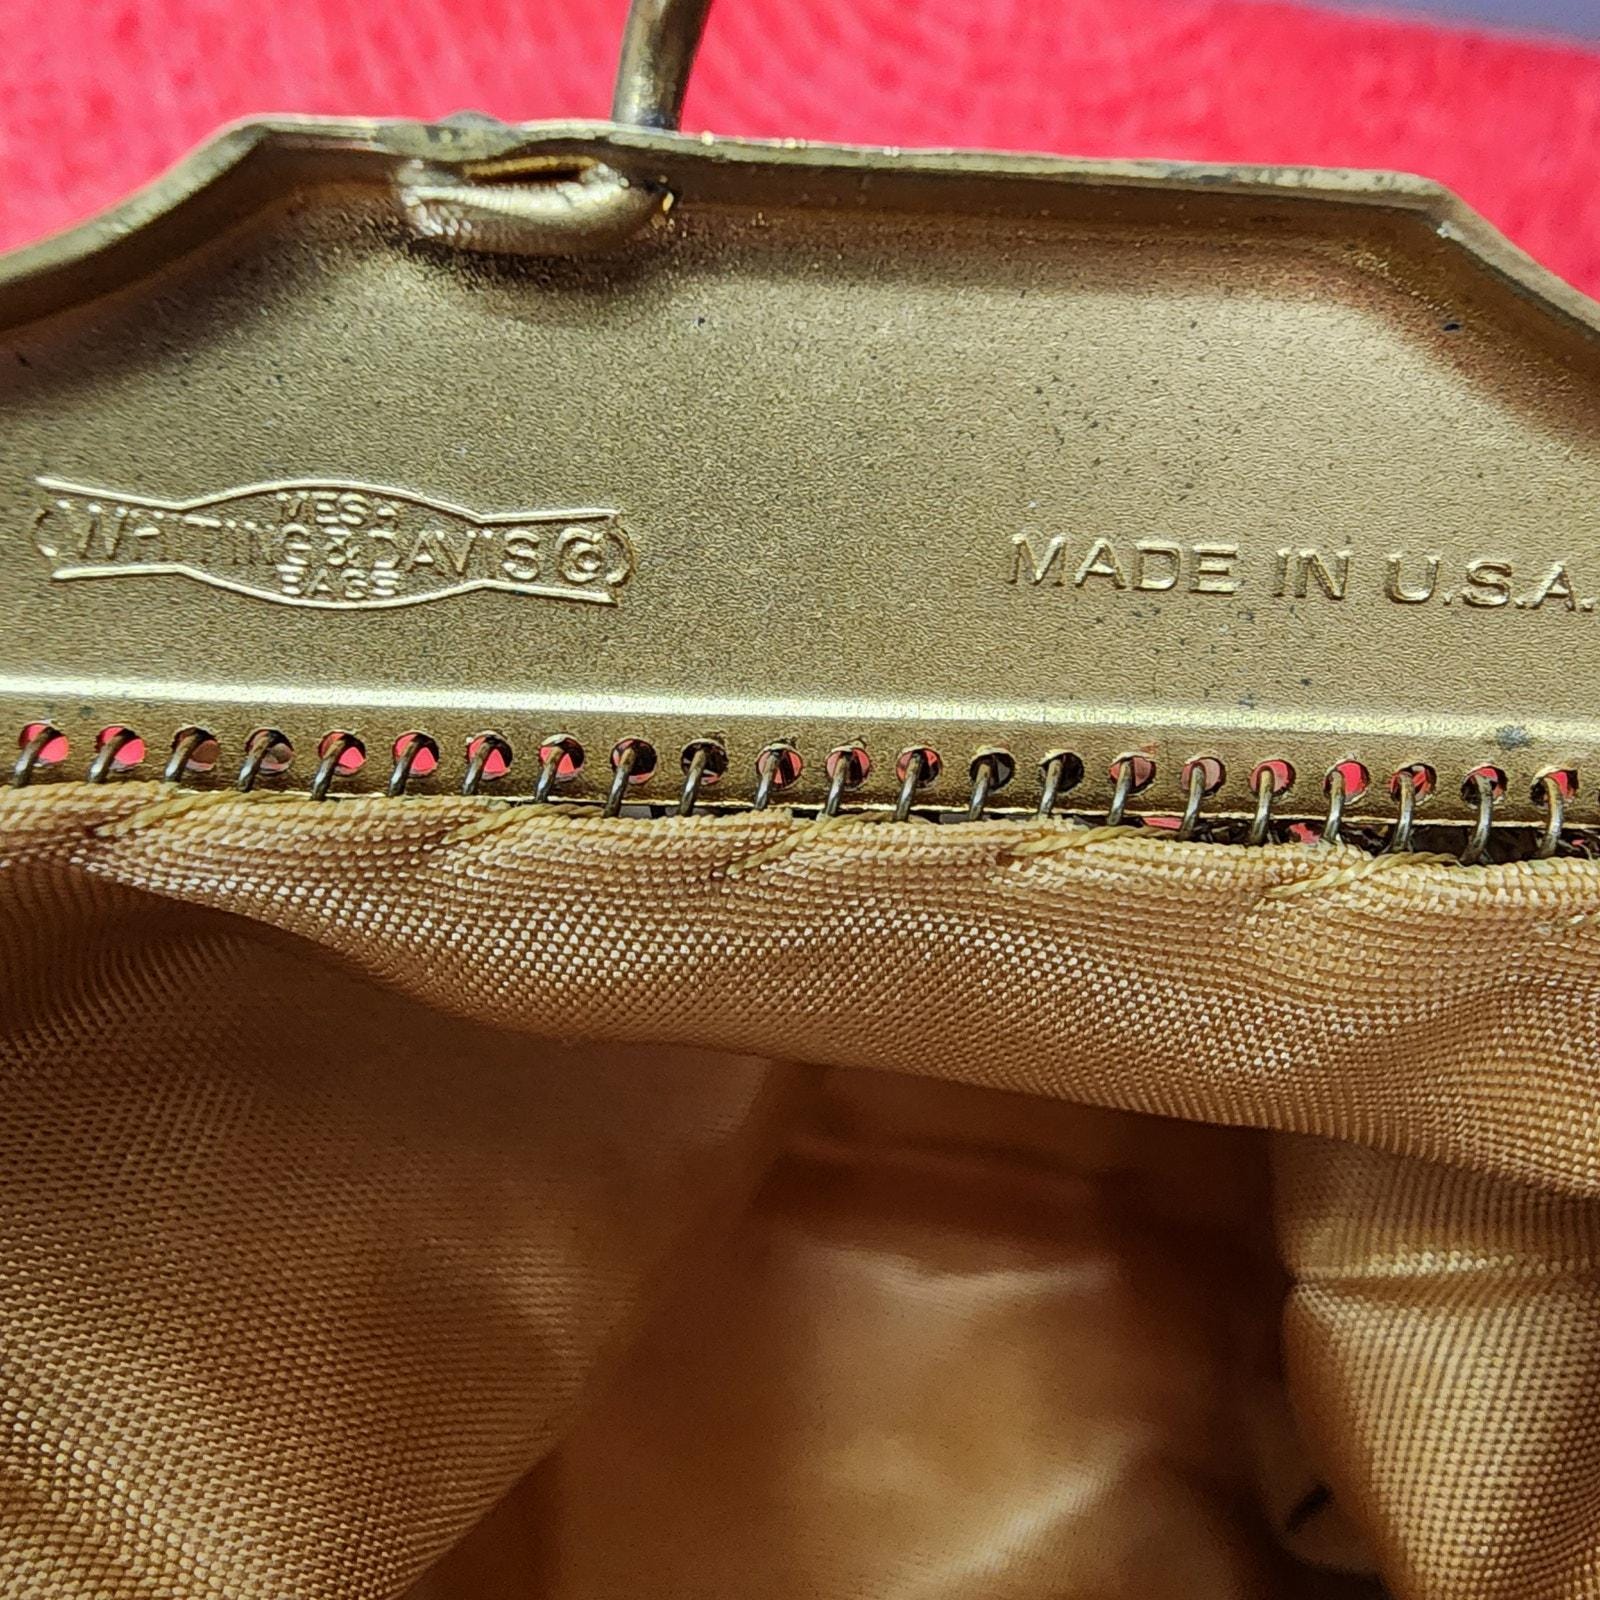 MESH
WHITING & DAVIS Co
BAGS
MADE IN U.S.A.